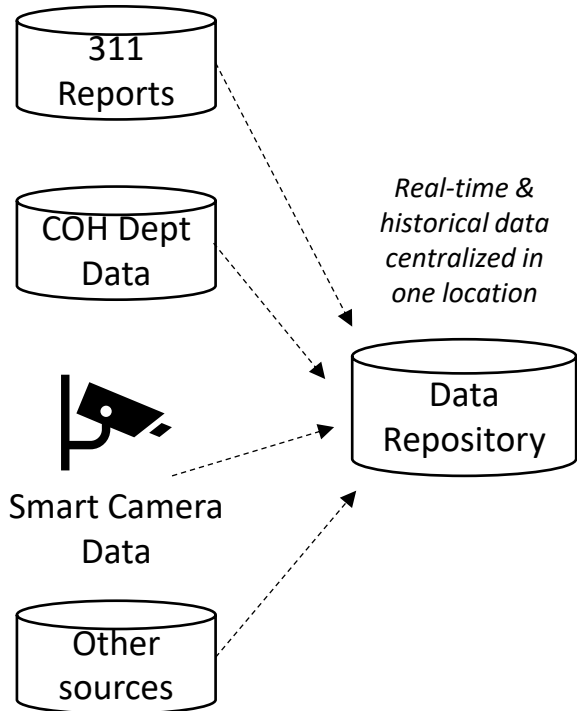 311
Reports
COH Dept
Data
Smart Camera
Data
Other
sources
Real-time &
historical data
centralized in
one location
Data
Repository